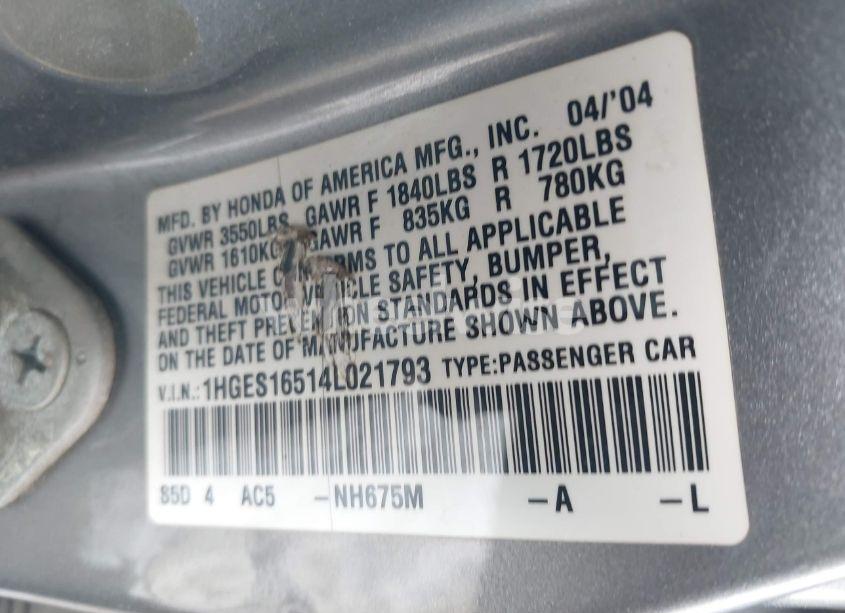 MFD. BY HONDA OF AMERICA MFG., INC. 04/'04
GVWR 3550LBS GAWR F 1840LBS R 1720LBS
GVWR 1610KG GAWR F 835KG R 780KG
THIS VEHICLE CONFORMS TO ALL APPLICABLE
FEDERAL MOTOR VEHICLE SAFETY, BUMPER,
AND THEFT PREVENTION STANDARDS IN EFFECT
ON THE DATE OF MANUFACTURE SHOWN ABOVE.
V.I.N.: 1HGES16514L021793 TYPE:PASSENGER CAR
S5D 4 AC5 -NH675M -A -L